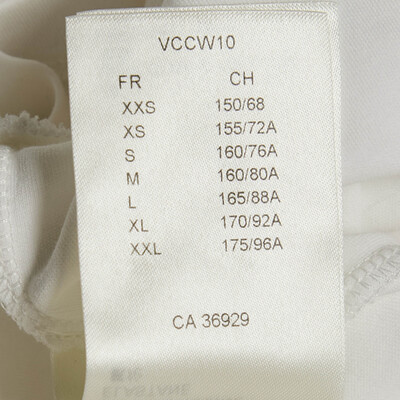 VCCW10
FR CH
XXS 150/68
XS 155/72A
S 160/76A
M 160/80A
L 165/88A
XL 170/92A
XXL 175/96A
CA 36929
ELASTANE